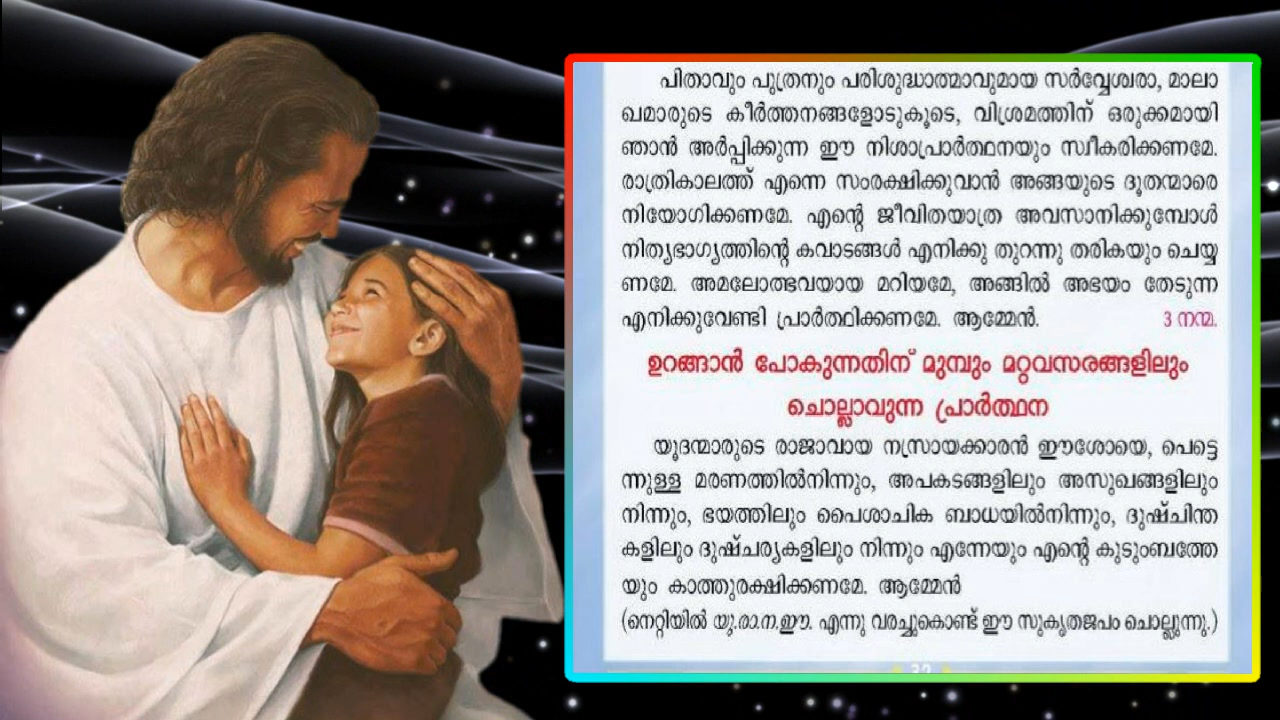 പിതാവും പുത്രനും പരിശുദ്ധാത്മാവുമായ സർവ്വേശ്വരാ, മാലാ
ഖമാരുടെ കീർത്തനങ്ങളോടുകൂടെ, വിശ്രമത്തിന് ഒരുക്കമായി
ഞാൻ അർപ്പിക്കുന്ന ഈ നിശാപ്രാർത്ഥനയും സ്വീകരിക്കണമേ.
രാത്രികാലത്ത് എന്നെ സംരക്ഷിക്കുവാൻ അങ്ങയുടെ ദൂതന്മാരെ
നിയോഗിക്കണമേ. എന്റെ ജീവിതയാത്ര അവസാനിക്കുമ്പോൾ
നിത്യഭാഗ്യത്തിന്റെ കവാടങ്ങൾ എനിക്കു തുറന്നു തരികയും ചെയ്യ
ണമേ. അമലോത്ഭവയായ മറിയമേ, അങ്ങിൽ അഭയം തേടുന്ന
എനിക്കുവേണ്ടി പ്രാർത്ഥിക്കണമേ. ആമ്മേൻ. 3 നന്മ.
ഉറങ്ങാൻ പോകുന്നതിന് മുമ്പും മറ്റവസരങ്ങളിലും
ചൊല്ലാവുന്ന പ്രാർത്ഥന
യൂദന്മാരുടെ രാജാവായ നസ്രായക്കാരൻ ഈശോയെ, പെട്ടെ
ന്നുള്ള മരണത്തിൽനിന്നും, അപകടങ്ങളിലും അസുഖങ്ങളിലും
നിന്നും, ഭയത്തിലും പൈശാചിക ബാധയിൽനിന്നും, ദുഷ്ചിന്ത
കളിലും ദുഷ്ചര്യകളിലും നിന്നും എന്നേയും എന്റെ കുടുംബത്തേ
യും കാത്തുരക്ഷിക്കണമേ. ആമ്മേൻ
(നെറ്റിയിൽ യൂ.രാ.ന.ഈ. എന്നു വരച്ചുകൊണ്ട് ഈ സുകൃതജപം ചൊല്ലുന്നു.)